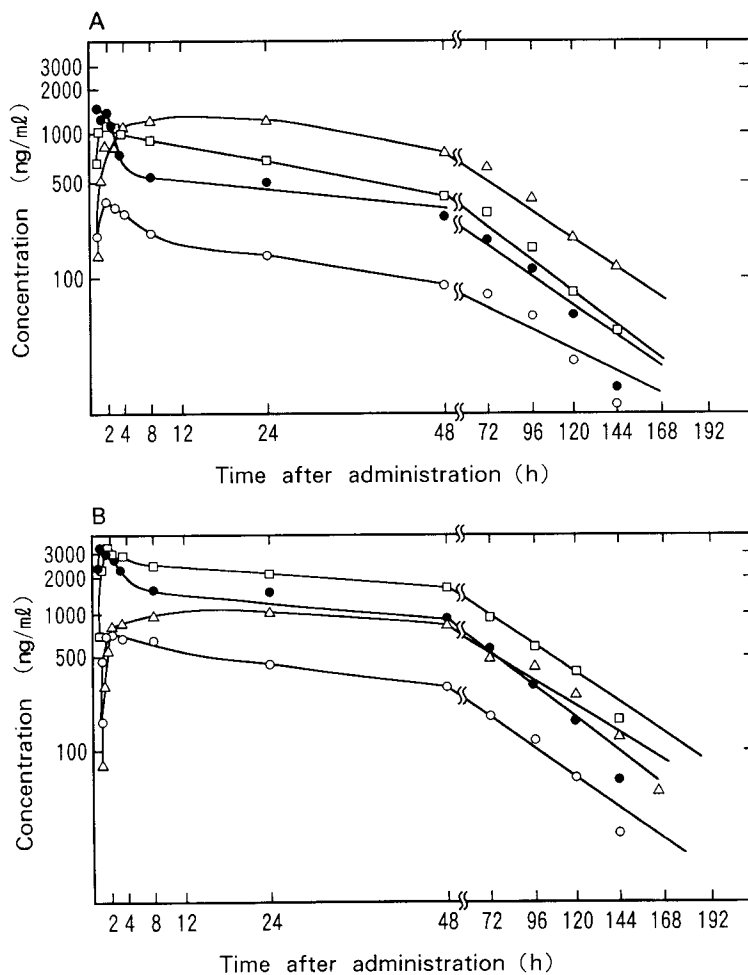 A
3000
2000
1000
500
100
Concentration (ng/ml)
2 4 8 12 24 48 72 96 120 144 168 192
Time after administration (h)
B
3000
2000
1000
500
100
Concentration (ng/ml)
2 4 8 12 24 48 72 96 120 144 168 192
Time after administration (h)